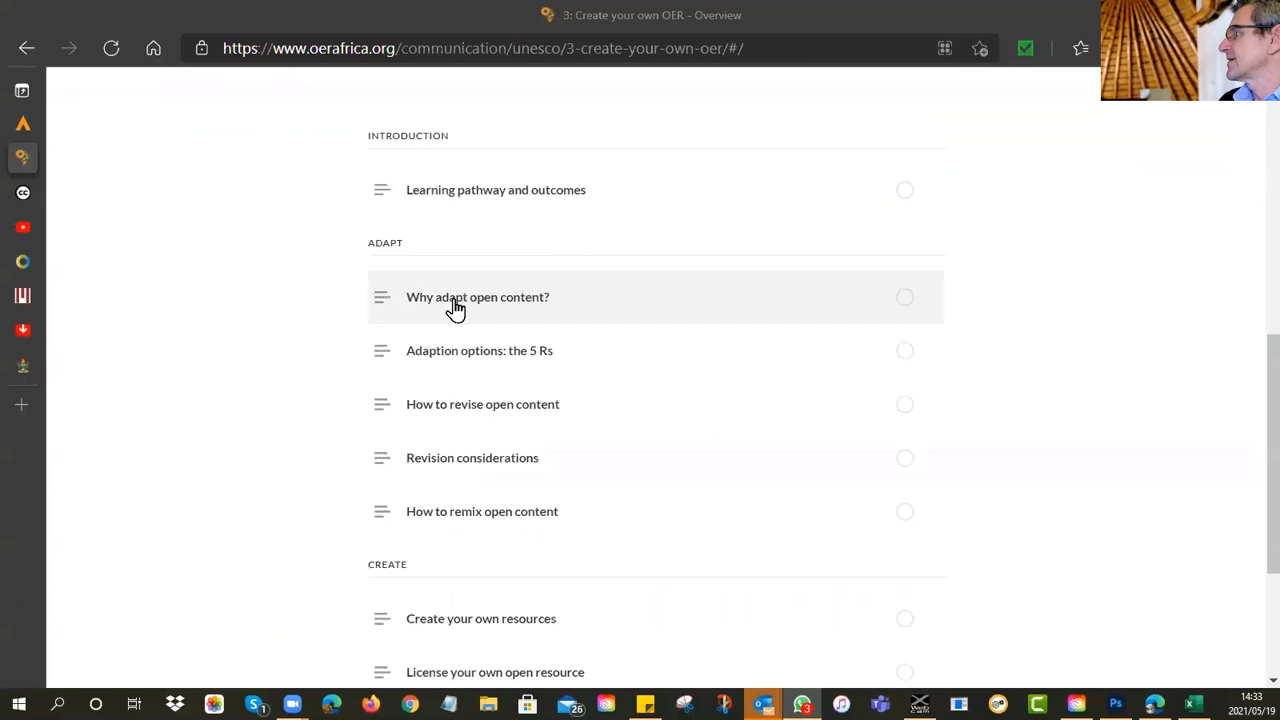 3: Create your own OER - Overview
https://www.oerafrica.org/communication/unesco/3-create-your-own-oer/#/
INTRODUCTION
Learning pathway and outcomes
ADAPT
Why adapt open content?
Adaption options: the 5 Rs
How to revise open content
Revision considerations
How to remix open content
CREATE
Create your own resources
License your own open resource
1
26
3
14:33
2021/05/19